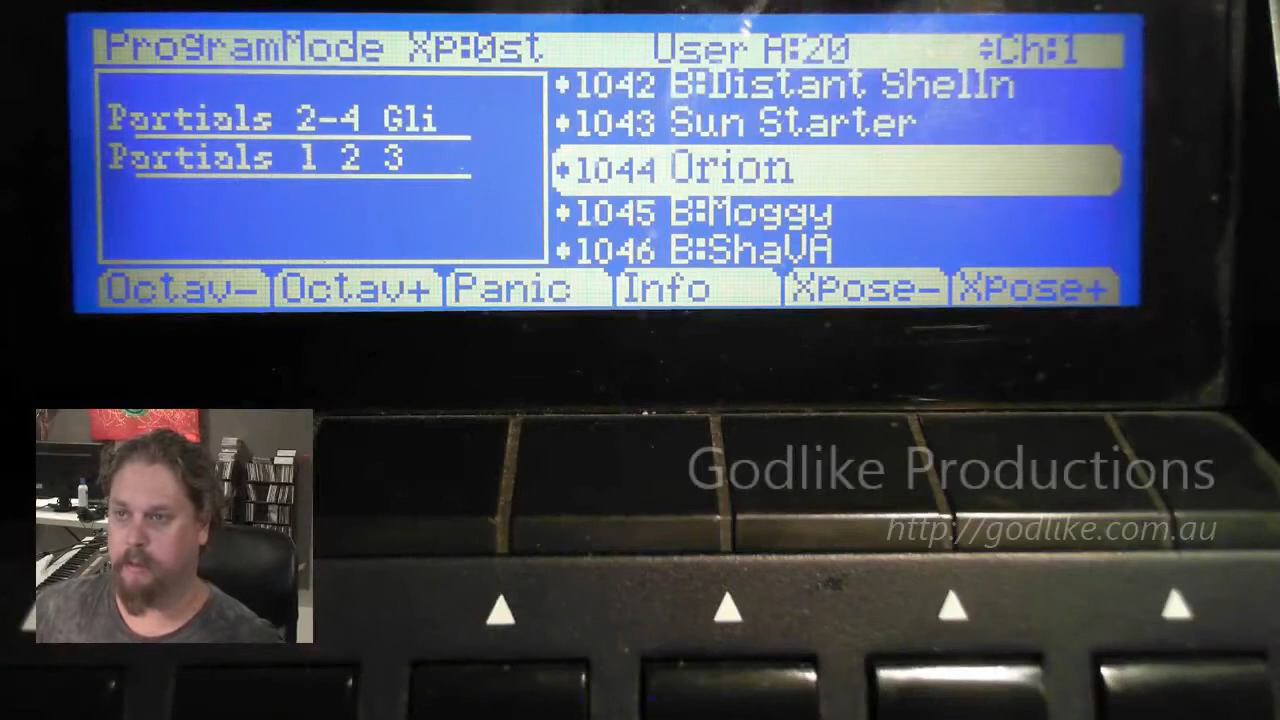 ProgramMode Xp:0st User A:20 Ch:1
Partials 2-4 Gli
Partials 1 2 3
1042 B:Distant Shelln
1043 Sun Starter
1044 Orion
1045 B:Moggy
1046 B:ShaVA
Octav- Octav+ Panic Info Xpose- Xpose+
Godlike Productions
http://godlike.com.au